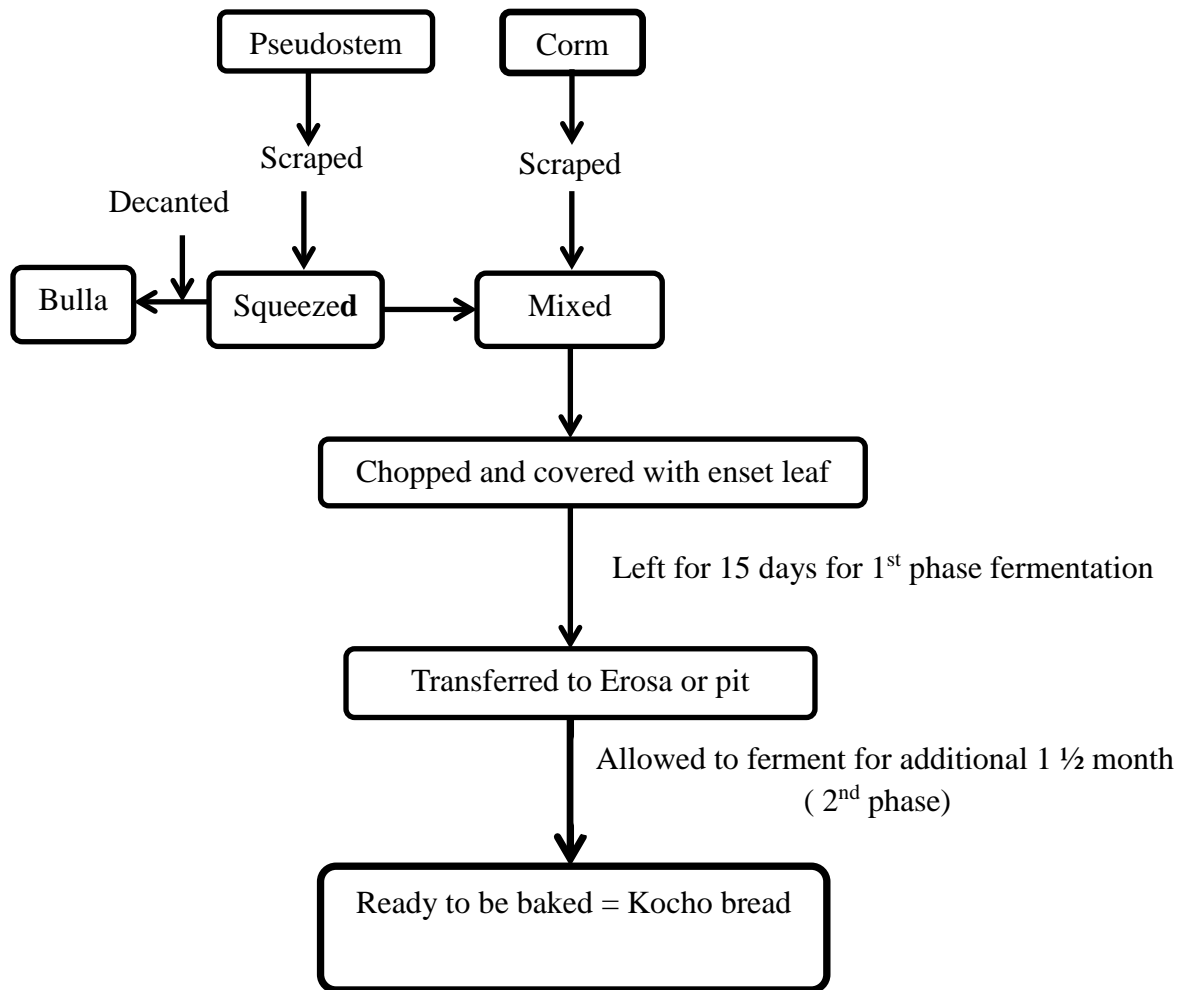 Pseudostem
Corm
Scraped
Scraped
Decanted
Bulla
Squeezed
Mixed
Chopped and covered with enset leaf
Left for 15 days for 1st phase fermentation
Transferred to Erosa or pit
Allowed to ferment for additional 1 ½ month
( 2nd phase)
Ready to be baked = Kocho bread